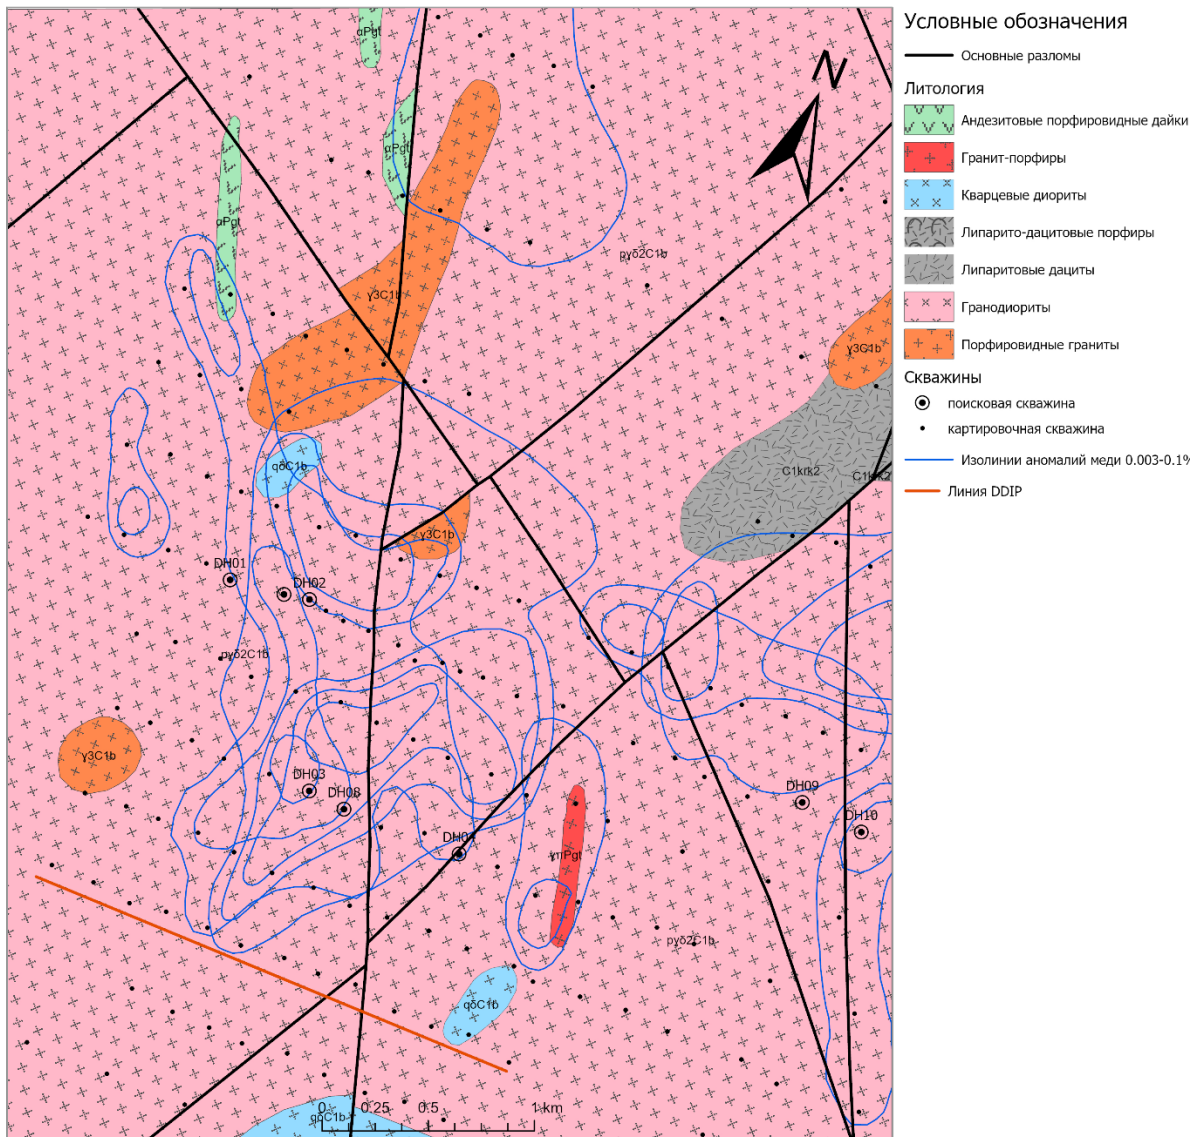 Условные обозначения
Основные разломы
Литология
Андезитовые порфировидные дайки
Гранит-порфиры
Кварцевые диориты
Липарито-дацитовые порфиры
Липаритовые дациты
Гранодиориты
Порфировидные граниты
Скважины
поисковая скважина
картировочная скважина
Изолинии аномалий меди 0.003-0.1%
Линия DDIP
N
αPgt
αPgt
αPgt
pγδ2C1b
γ3C1b
γ3C1b
qδC1b
C1krk2
C1krk2
γ3C1b
DH01
DH02
pγδ2C1b
γ3C1b
DH03
DH08
DH09
DH10
DH04
γπPgt
pγδ2C1b
qδC1b
0 0.25 0.5 1 km
qδC1b